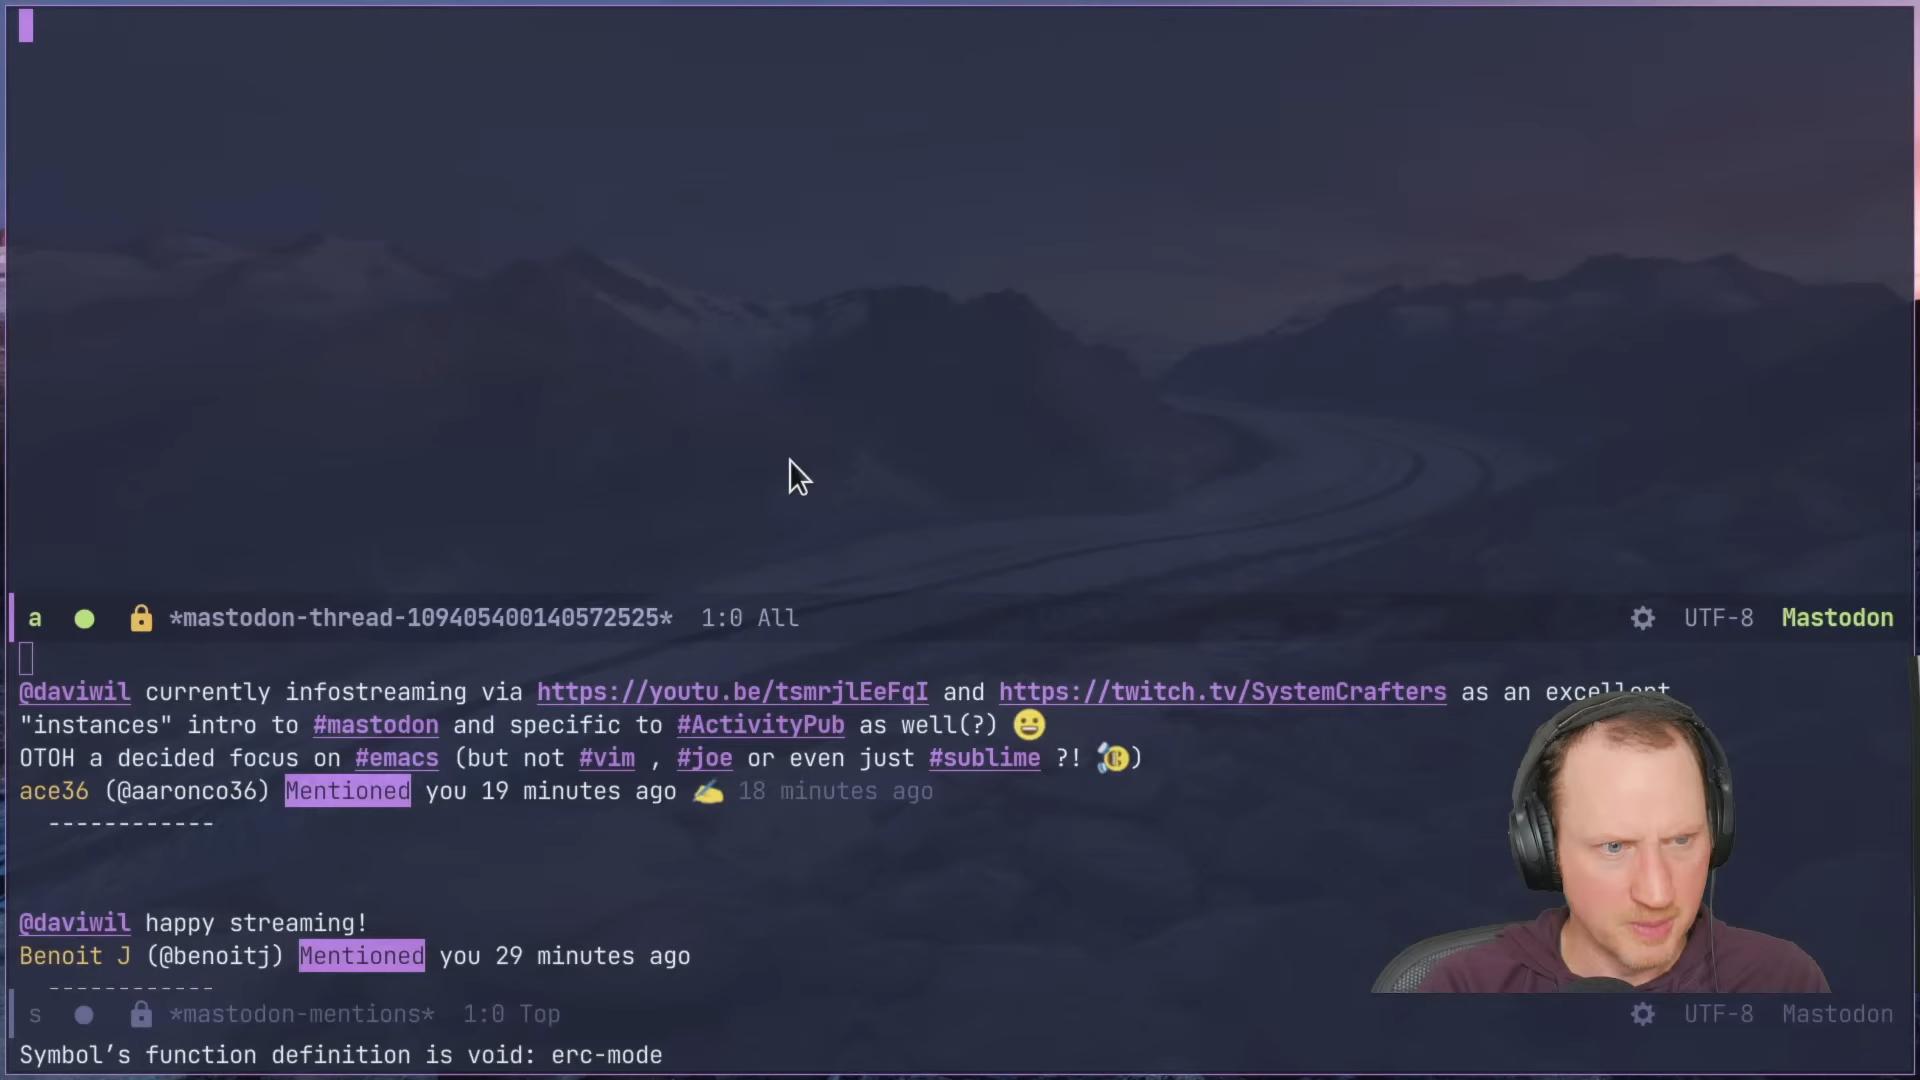 a *mastodon-thread-109405400140572525* 1:0 All UTF-8 Mastodon
@daviwil currently infostreaming via https://youtu.be/tsmrjlEeFqI and https://twitch.tv/SystemCrafters as an excellent
"instances" intro to #mastodon and specific to #ActivityPub as well(?) 😀
OTOH a decided focus on #emacs (but not #vim , #joe or even just #sublime ?! )
ace36 (@aaronco36) Mentioned you 19 minutes ago ✍ 18 minutes ago
------------
@daviwil happy streaming!
Benoit J (@benoitj) Mentioned you 29 minutes ago
------------
s *mastodon-mentions* 1:0 Top UTF-8 Mastodon
Symbol’s function definition is void: erc-mode